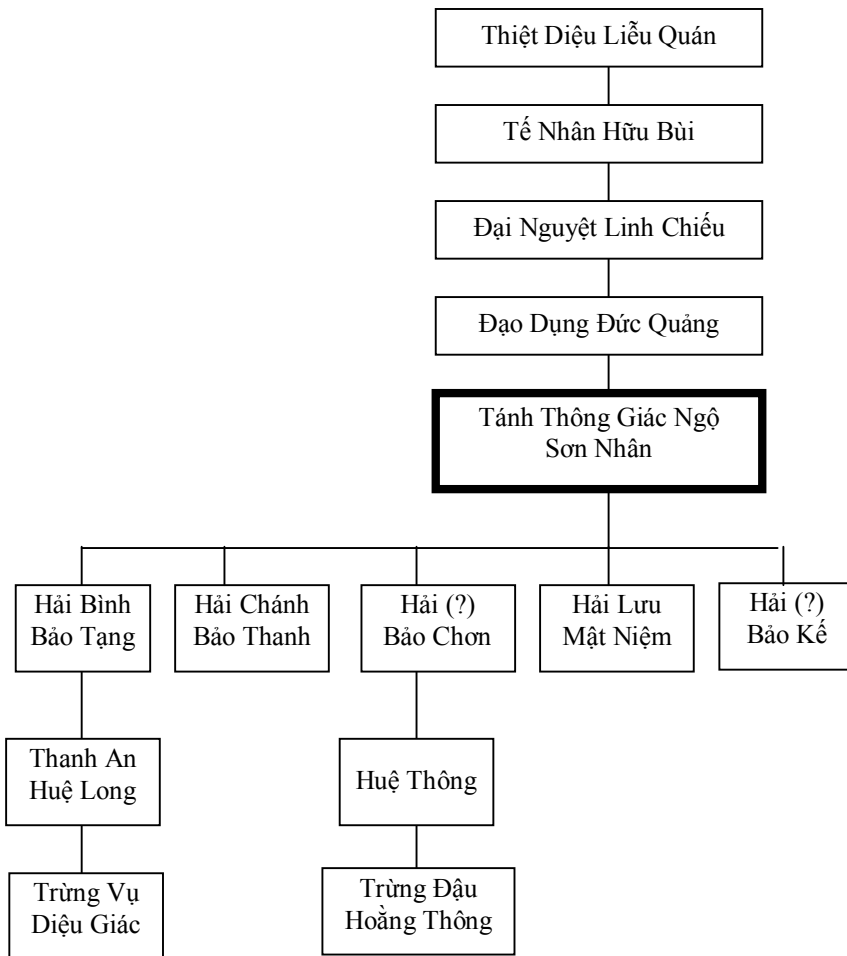 Thiệt Diệu Liễu Quán
Tế Nhân Hữu Bùi
Đại Nguyệt Linh Chiếu
Đạo Dụng Đức Quảng
Tánh Thông Giác Ngộ
Sơn Nhân
Hải Bình
Bảo Tạng
Hải Chánh
Bảo Thanh
Hải (?)
Bảo Chơn
Hải Lưu
Mật Niệm
Hải (?)
Bảo Kế
Thanh An
Huệ Long
Huệ Thông
Trừng Vụ
Diệu Giác
Trừng Đậu
Hoằng Thông